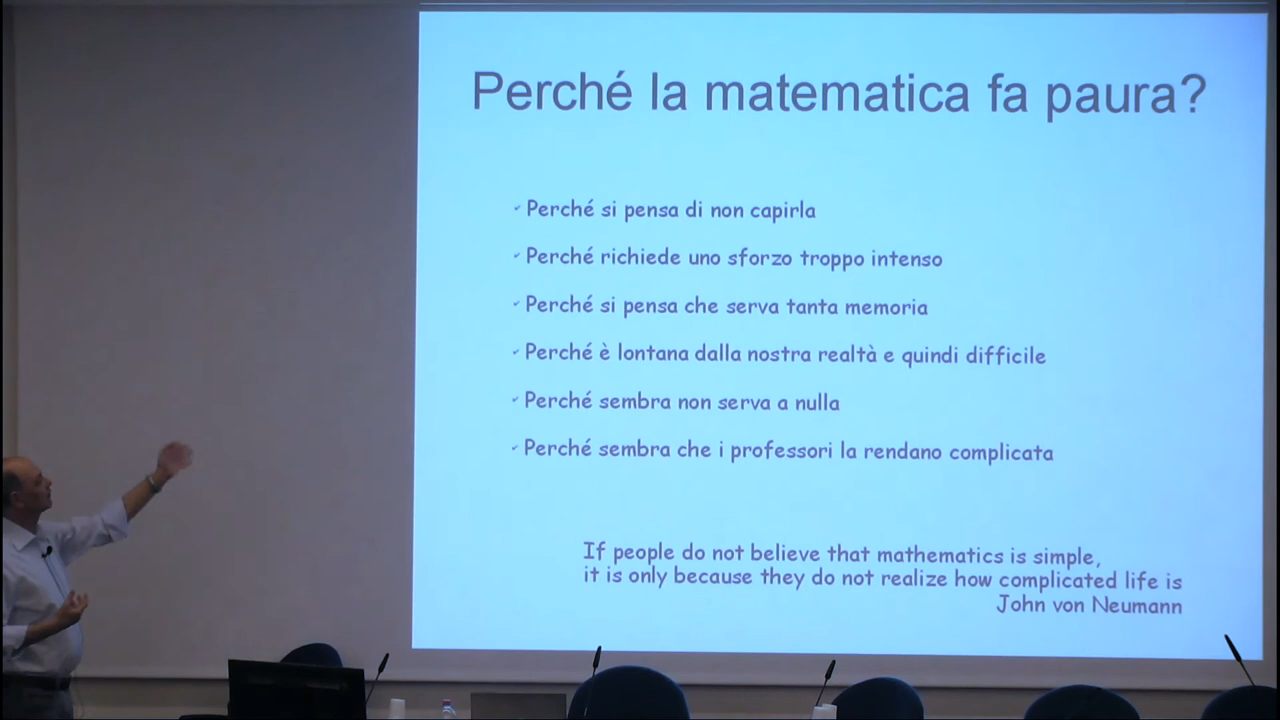 Perché la matematica fa paura?
Perché si pensa di non capirla
Perché richiede uno sforzo troppo intenso
Perché si pensa che serva tanta memoria
Perché è lontana dalla nostra realtà e quindi difficile
Perché sembra non serva a nulla
Perché sembra che i professori la rendano complicata
If people do not believe that mathematics is simple,
it is only because they do not realize how complicated life is
John von Neumann